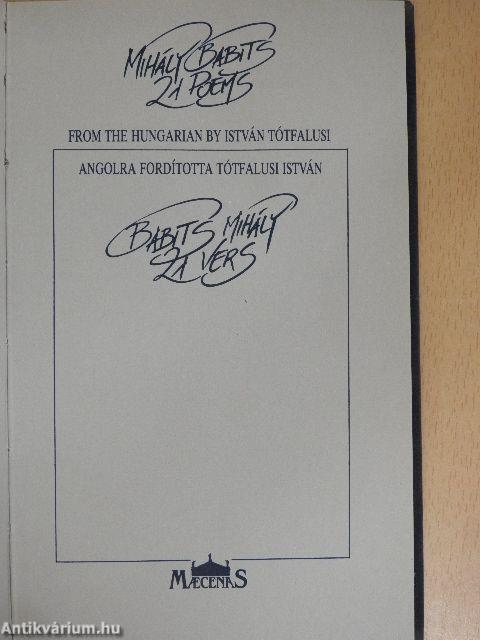 Mihály Babits
21 Poems
FROM THE HUNGARIAN BY ISTVÁN TÓTFALUSI
ANGOLRA FORDÍTOTTA TÓTFALUSI ISTVÁN
Babits Mihály
21 vers
MÆCENAS
Antikvárium.hu